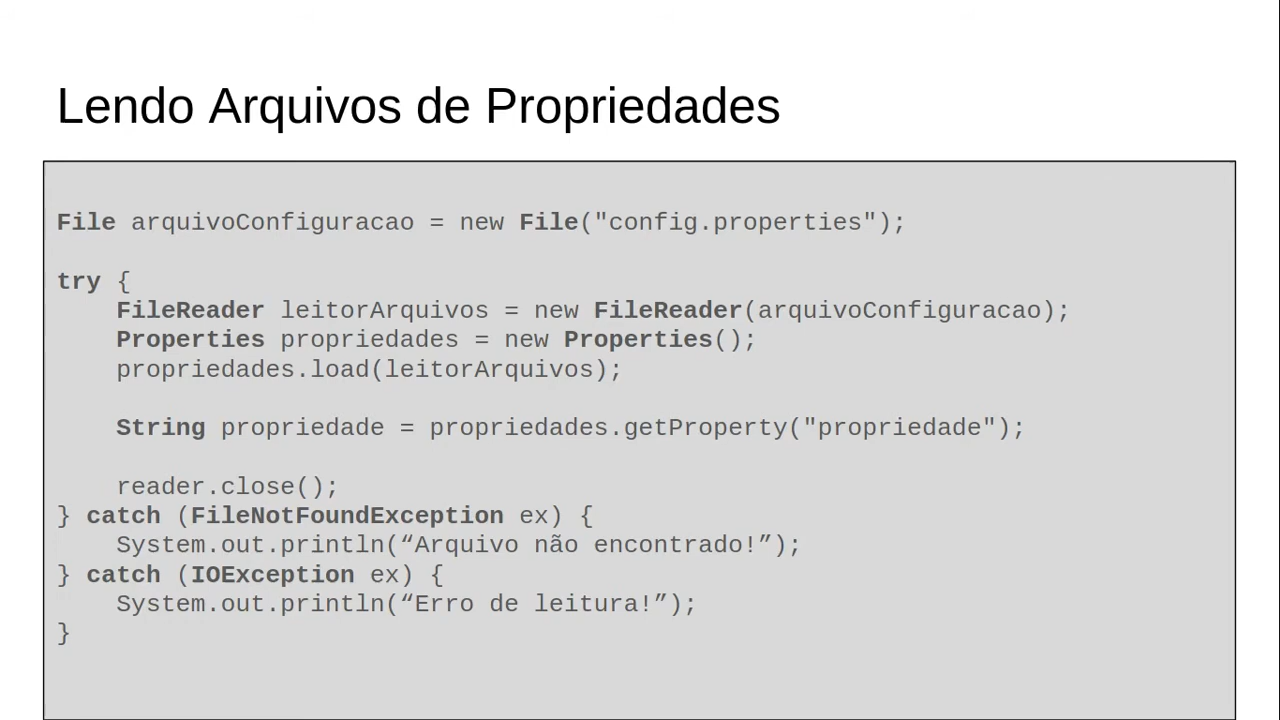 Lendo Arquivos de Propriedades
File arquivoConfiguracao = new File("config.properties");
try {
    FileReader leitorArquivos = new FileReader(arquivoConfiguracao);
    Properties propriedades = new Properties();
    propriedades.load(leitorArquivos);
    String propriedade = propriedades.getProperty("propriedade");
    reader.close();
} catch (FileNotFoundException ex) {
    System.out.println(“Arquivo não encontrado!”);
} catch (IOException ex) {
    System.out.println(“Erro de leitura!”);
}